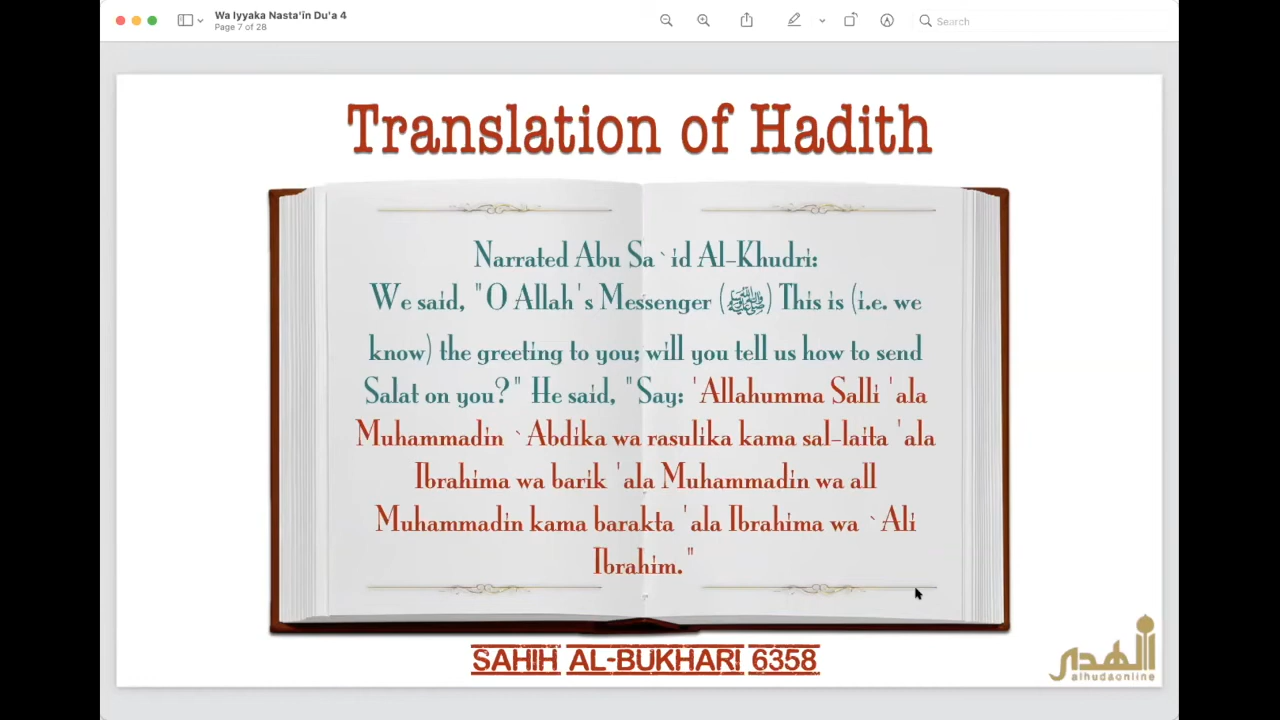 Wa Iyyaka Nasta'īn Du'a 4
Page 7 of 28
Search
Translation of Hadith
Narrated Abu Sa`id Al-Khudri:
We said, "O Allah's Messenger (ﷺ) This is (i.e. we
know) the greeting to you; will you tell us how to send
Salat on you?" He said, "Say: 'Allahumma Salli 'ala
Muhammadin `Abdika wa rasulika kama sal-laita 'ala
Ibrahima wa barik 'ala Muhammadin wa all
Muhammadin kama barakta 'ala Ibrahima wa `Ali
Ibrahim."
SAHIH AL-BUKHARI 6358
الهدى
alhudaonline